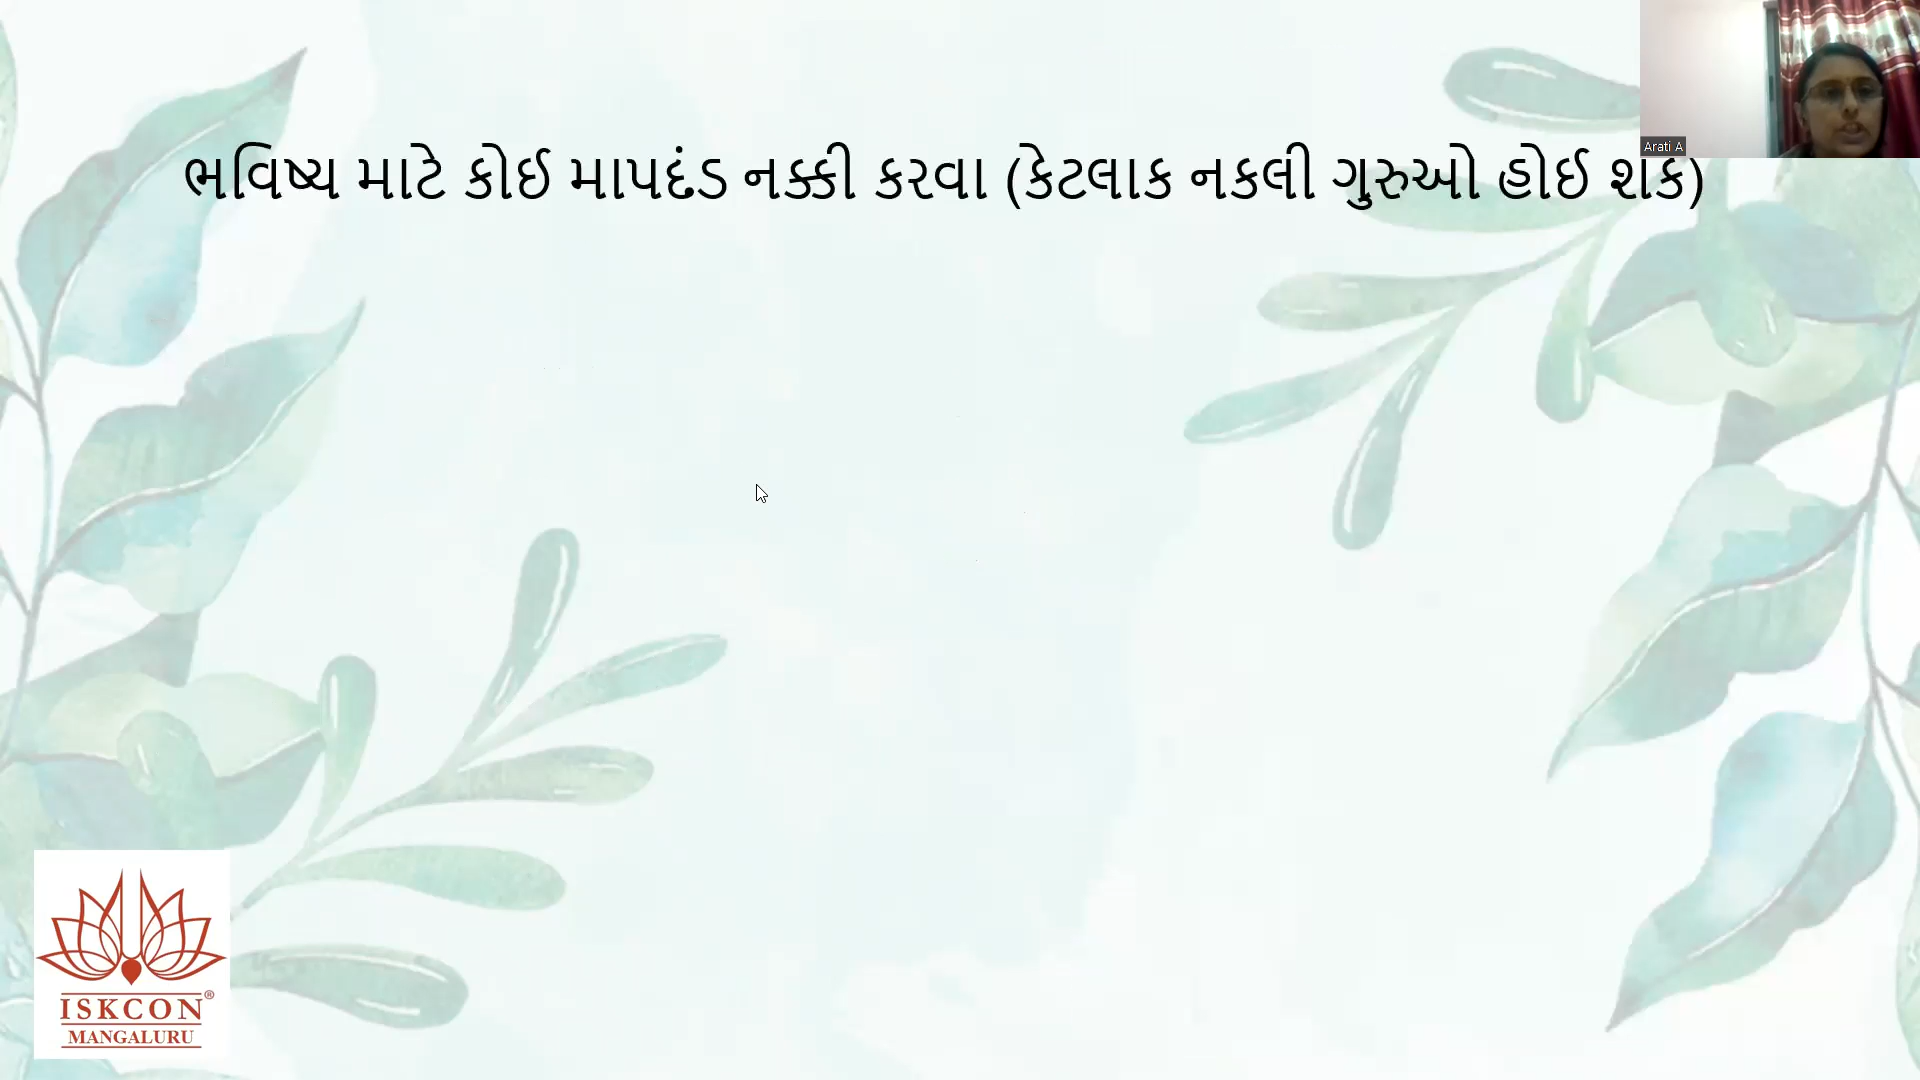 ભવિષ્ય માટે કોઈ માપદંડ નક્કી કરવા (કેટલાક નકલી ગુરુઓ હોઈ શકે)
Arati A
ISKCON®
MANGALURU